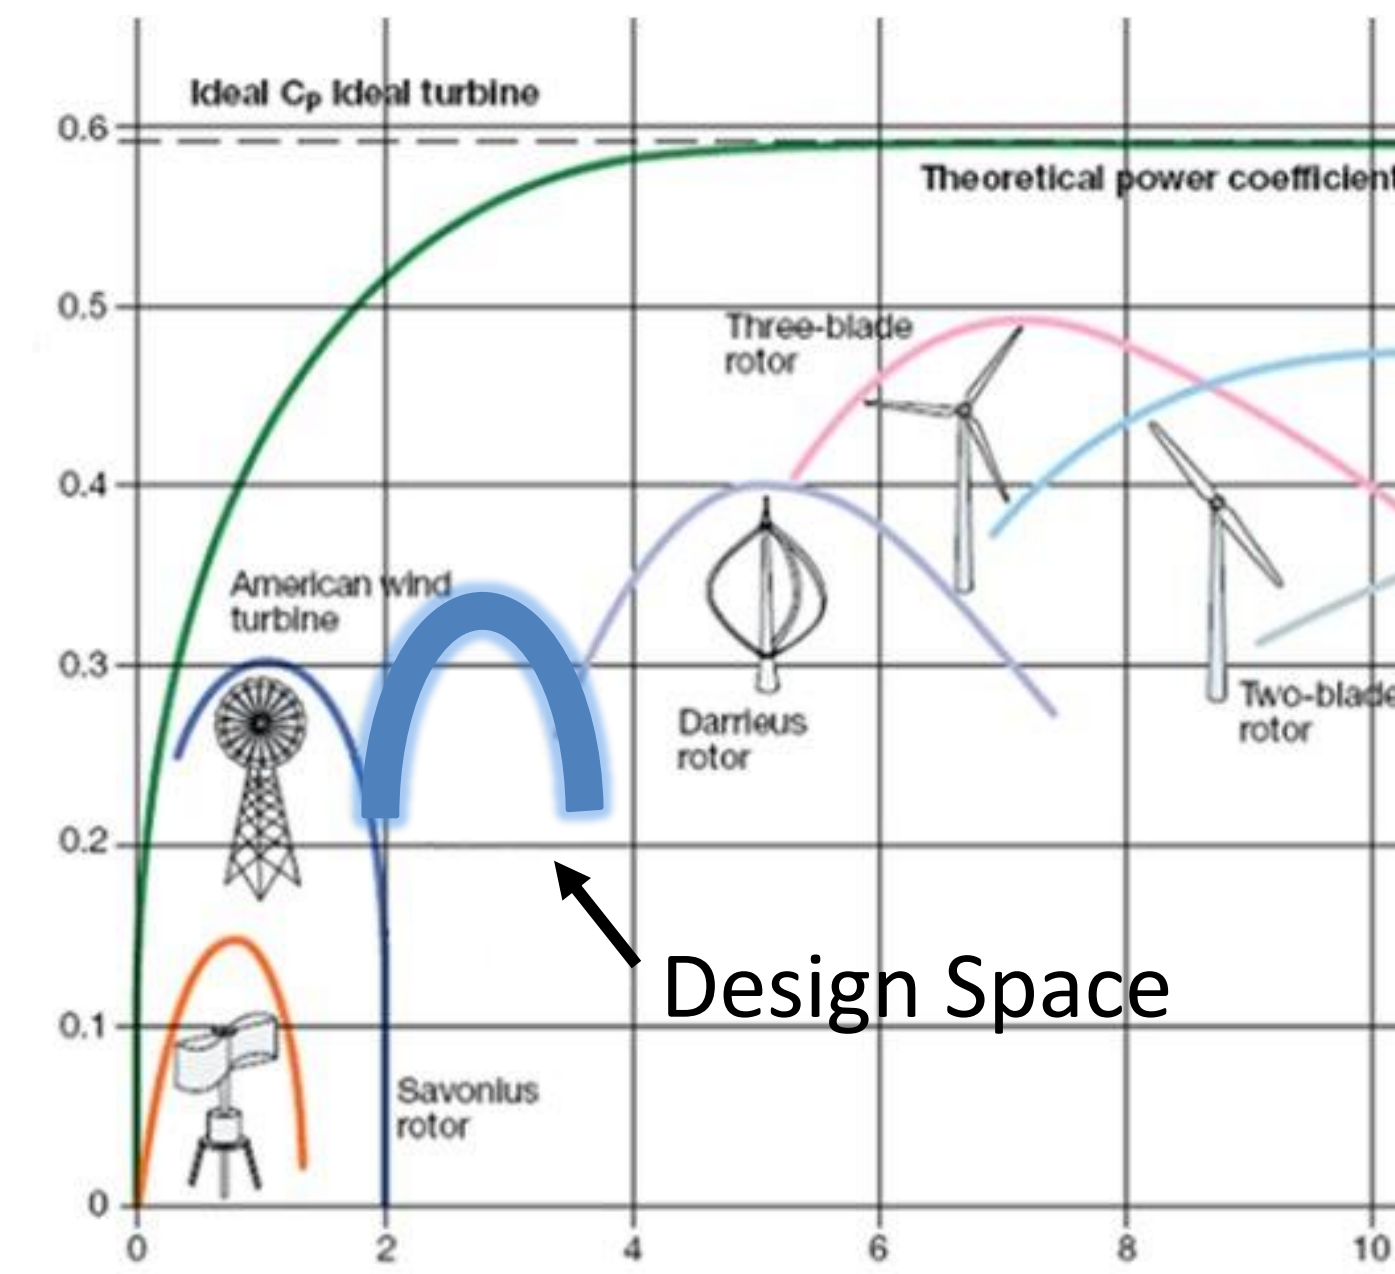 Ideal Cp Ideal turbine
0.6
Theoretical power coefficient
0.5
Three-blade
rotor
0.4
American wind
turbine
0.3
Darrieus
rotor
Two-blade
rotor
0.2
Design Space
0.1
Savonius
rotor
0
0 2 4 6 8 10